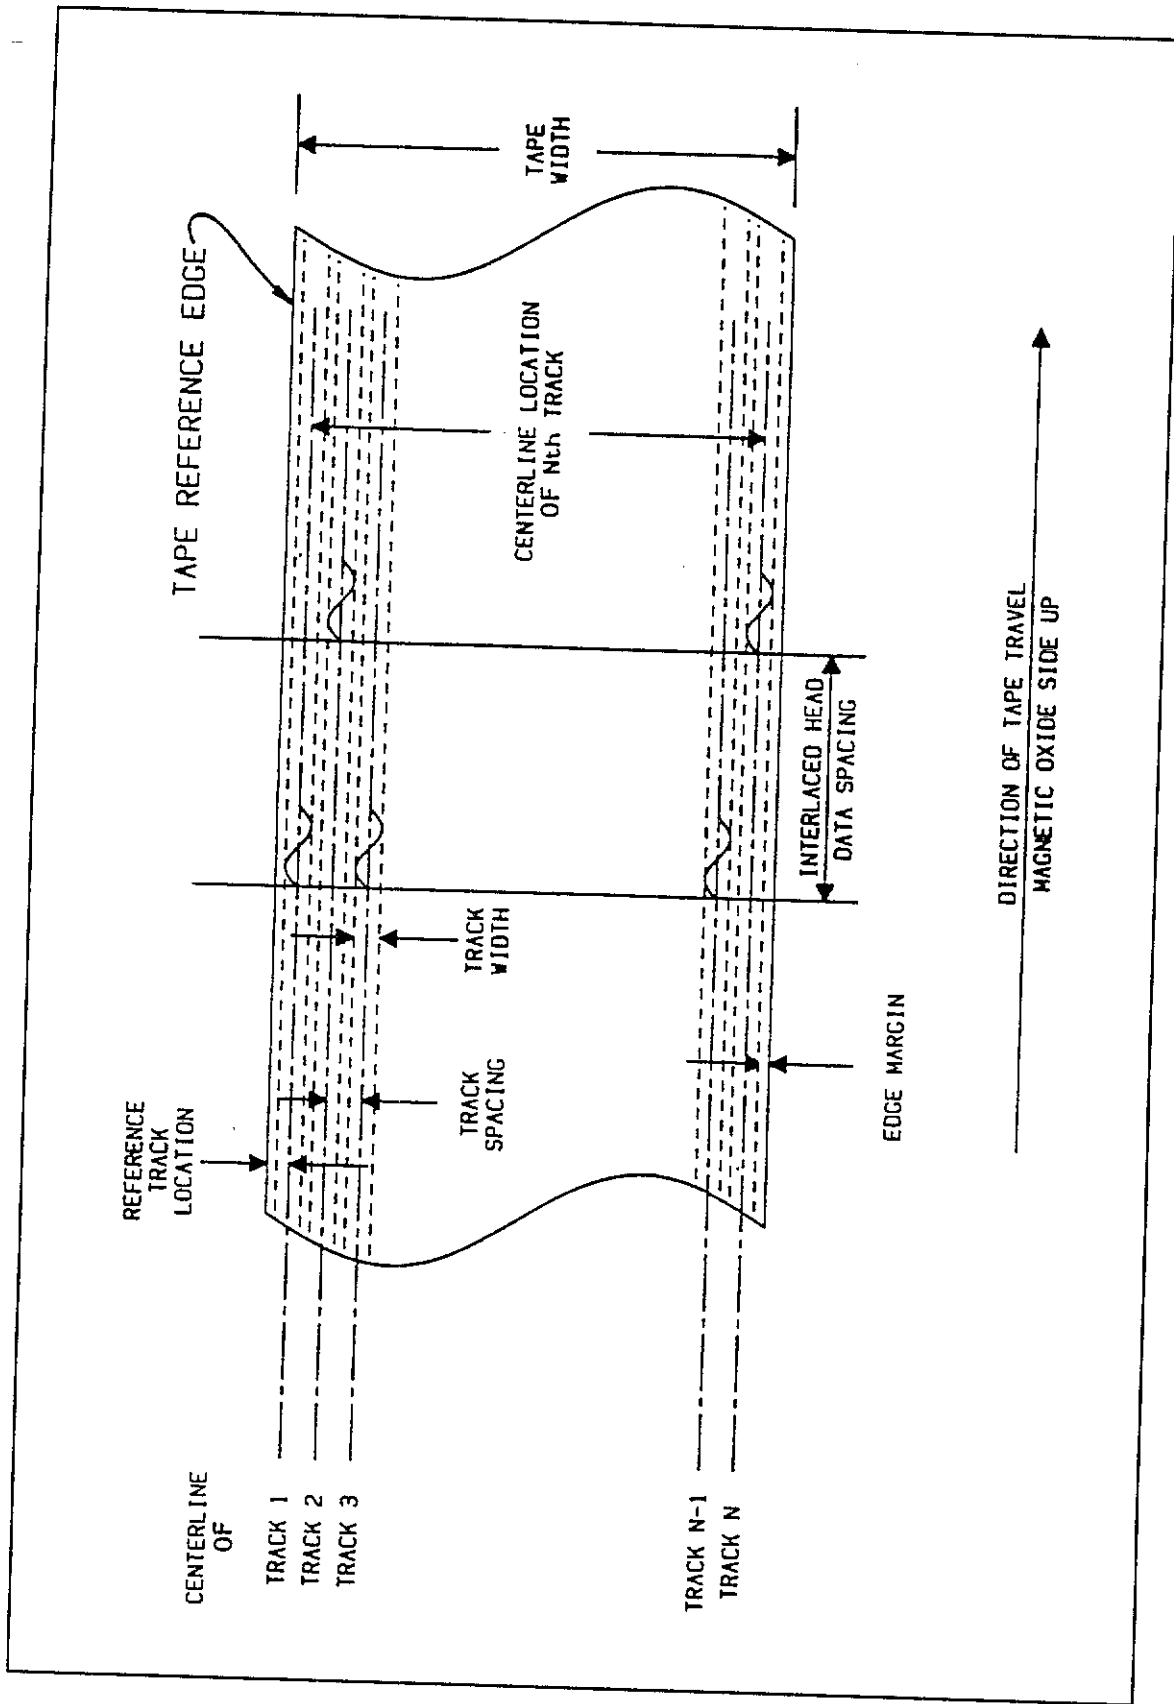 TAPE REFERENCE EDGE
REFERENCE
TRACK
LOCATION
CENTERLINE
OF
TRACK 1
TRACK 2
TRACK 3
TRACK
SPACING
TRACK
WIDTH
CENTERLINE LOCATION
OF Nth TRACK
TAPE
WIDTH
TRACK N-1
TRACK N
EDGE MARGIN
INTERLACED HEAD
DATA SPACING
DIRECTION OF TAPE TRAVEL
MAGNETIC OXIDE SIDE UP